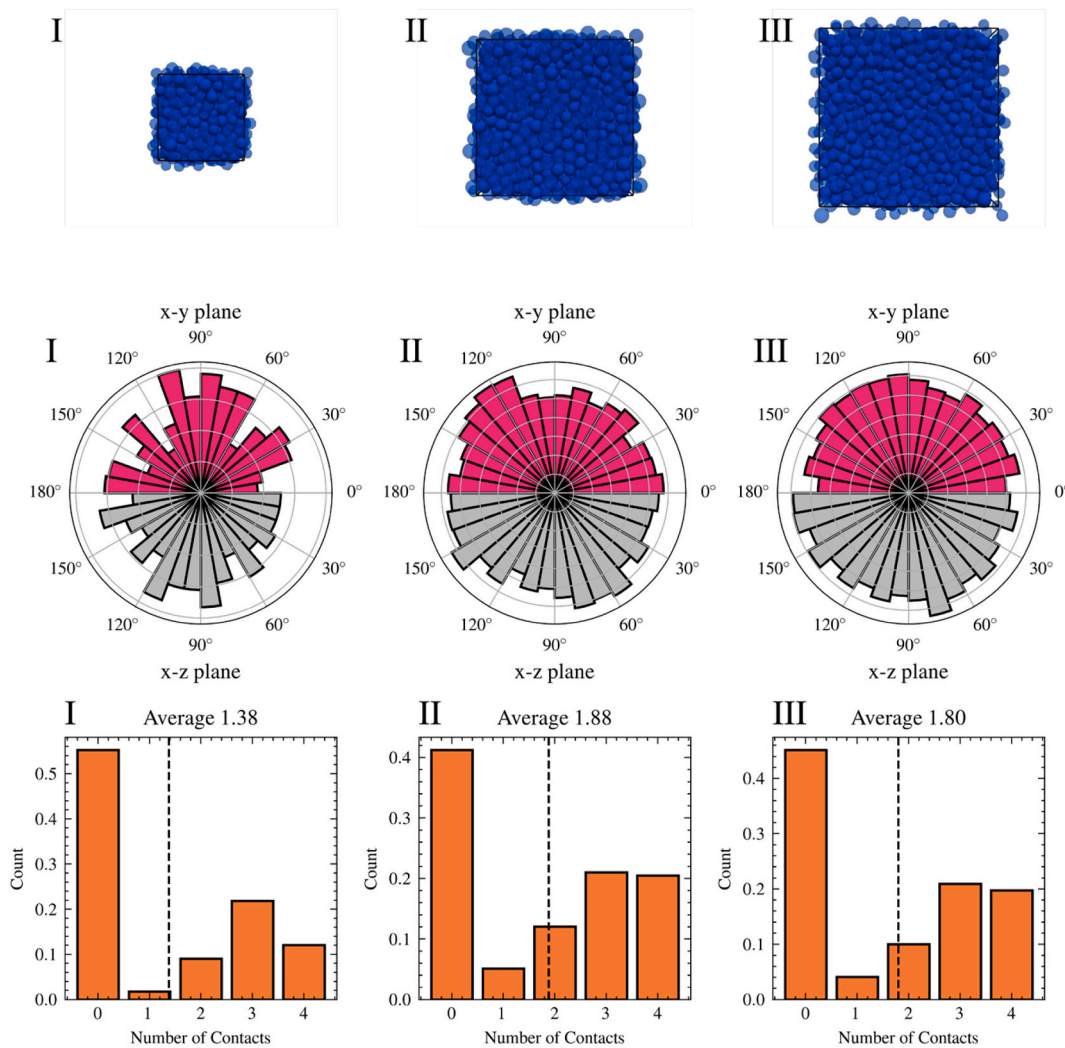 I II III
x-y plane x-y plane x-y plane
I II III
90° 90° 90°
120° 60° 120° 60° 120° 60°
150° 30° 150° 30° 150° 30°
180° 0° 180° 0° 180° 0°
150° 30° 150° 30° 150° 30°
120° 60° 120° 60° 120° 60°
90° 90° 90°
x-z plane x-z plane x-z plane
I II III
Average 1.38 Average 1.88 Average 1.80
Count
0.5
0.4
0.3
0.2
0.1
0.0
0 1 2 3 4
Number of Contacts
Count
0.4
0.3
0.2
0.1
0.0
0 1 2 3 4
Number of Contacts
Count
0.4
0.3
0.2
0.1
0.0
0 1 2 3 4
Number of Contacts